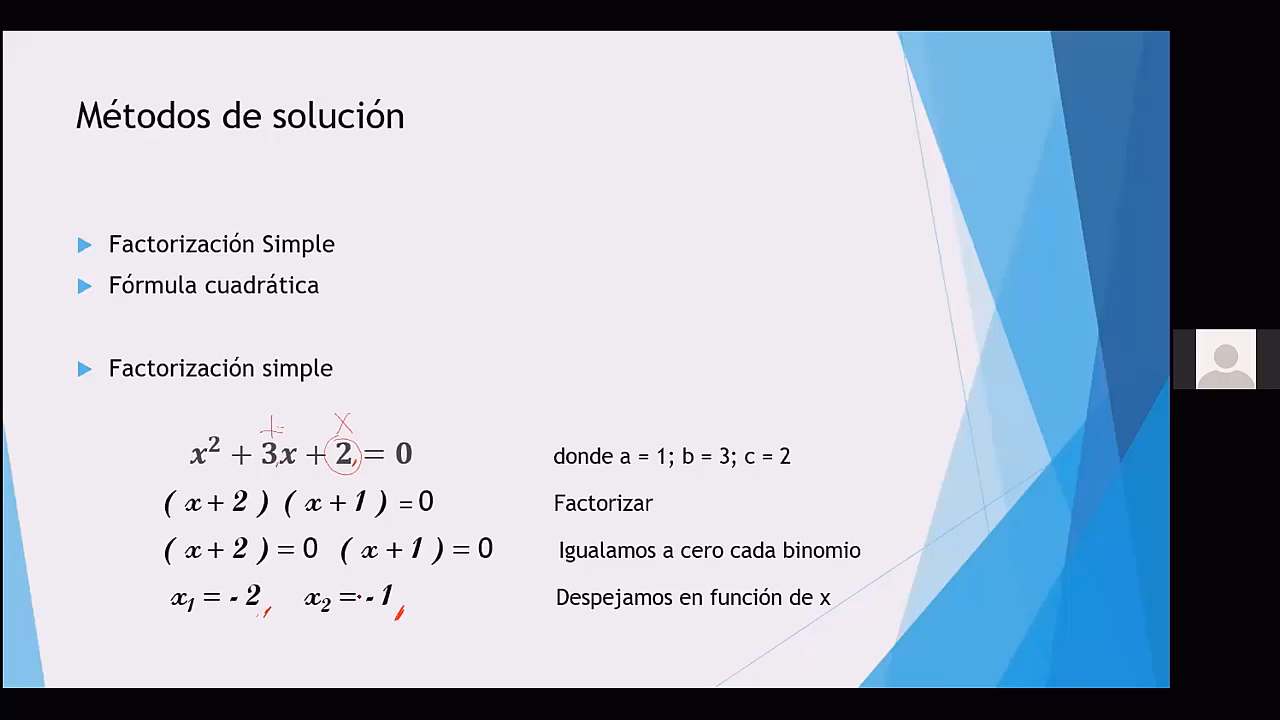 Métodos de solución
Factorización Simple
Fórmula cuadrática
Factorización simple
+ x
x² + 3x + 2 = 0 donde a = 1; b = 3; c = 2
( x + 2 ) ( x + 1 ) = 0 Factorizar
( x + 2 ) = 0 ( x + 1 ) = 0 Igualamos a cero cada binomio
x₁ = - 2 x₂ = - 1 Despejamos en función de x